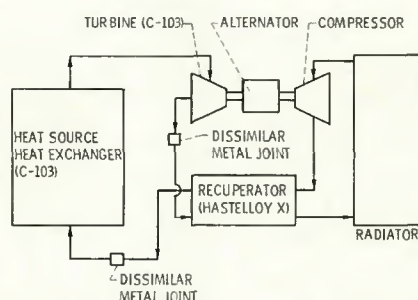 TURBINE (C-103)
ALTERNATOR
COMPRESSOR
HEAT SOURCE
HEAT EXCHANGER
(C-103)
DISSIMILAR
METAL JOINT
RECUPERATOR
(HASTELLOY X)
RADIATOR
DISSIMILAR
METAL JOINT